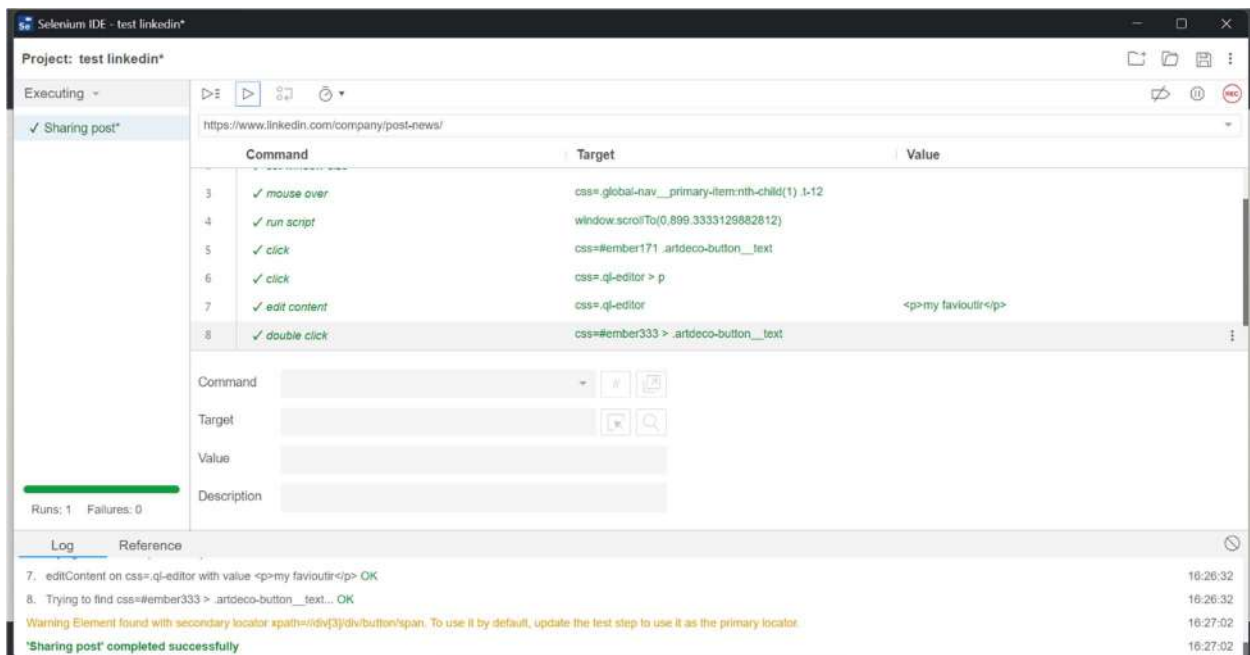 Selenium IDE - test linkedin*
Project: test linkedin*
Executing
✓ Sharing post*
https://www.linkedin.com/company/post-news/
Command Target Value
3 ✓ mouse over css=.global-nav__primary-item:nth-child(1) .t-12
4 ✓ run script window.scrollTo(0,899.3333129882812)
5 ✓ click css=#ember171 .artdeco-button__text
6 ✓ click css=.ql-editor > p
7 ✓ edit content css=.ql-editor <p>my favioutir</p>
8 ✓ double click css=#ember333 > .artdeco-button__text
Command //
Target
Value
Description
Runs: 1 Failures: 0
Log Reference
7. editContent on css=.ql-editor with value <p>my favioutir</p> OK 16:26:32
8. Trying to find css=#ember333 > .artdeco-button__text... OK 16:26:32
Warning Element found with secondary locator xpath=//div[3]/div/button/span. To use it by default, update the test step to use it as the primary locator. 16:27:02
'Sharing post' completed successfully 16:27:02